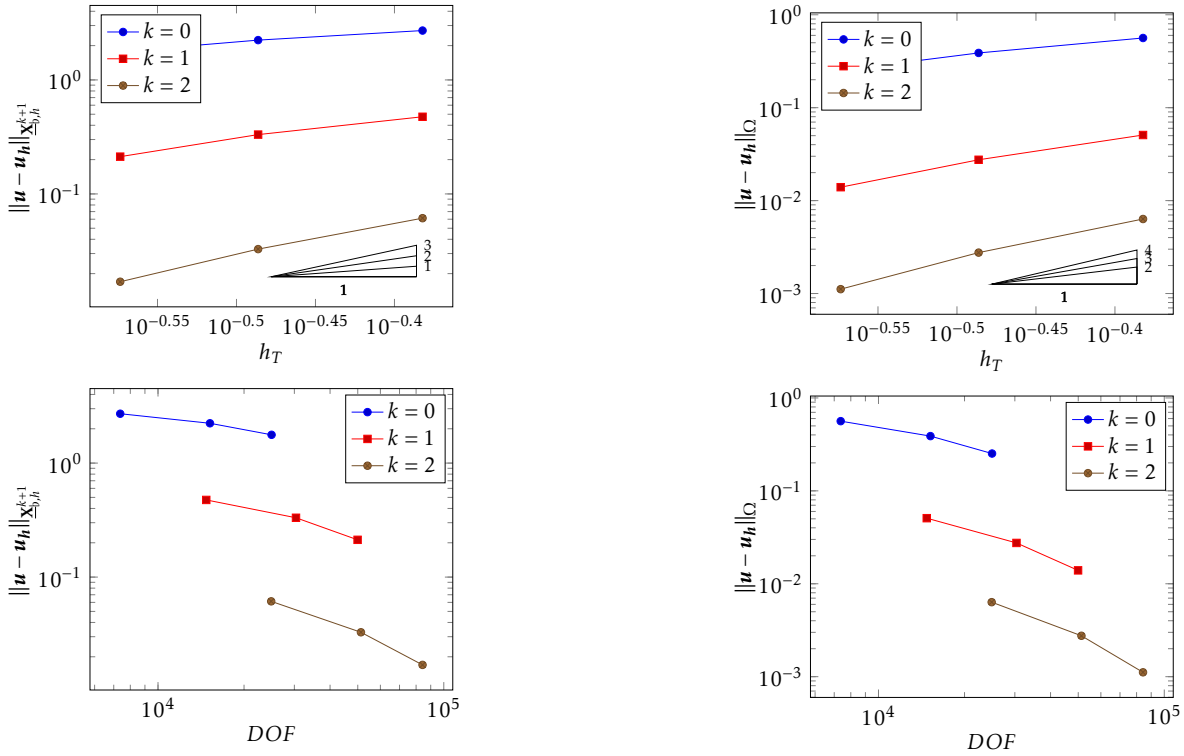 k = 0
k = 1
k = 2
10^0
10^{-1}
||u − u_h||_{X_{b,h}^{k+1}}
3
2
1
1
10^{-0.55} 10^{-0.5} 10^{-0.45} 10^{-0.4}
h_T
k = 0
k = 1
k = 2
10^0
10^{-1}
10^{-2}
10^{-3}
||u − u_h||_Ω
4
3
2
1
10^{-0.55} 10^{-0.5} 10^{-0.45} 10^{-0.4}
h_T
k = 0
k = 1
k = 2
10^0
10^{-1}
||u − u_h||_{X_{b,h}^{k+1}}
10^4 10^5
DOF
k = 0
k = 1
k = 2
10^0
10^{-1}
10^{-2}
10^{-3}
||u − u_h||_Ω
10^4 10^5
DOF